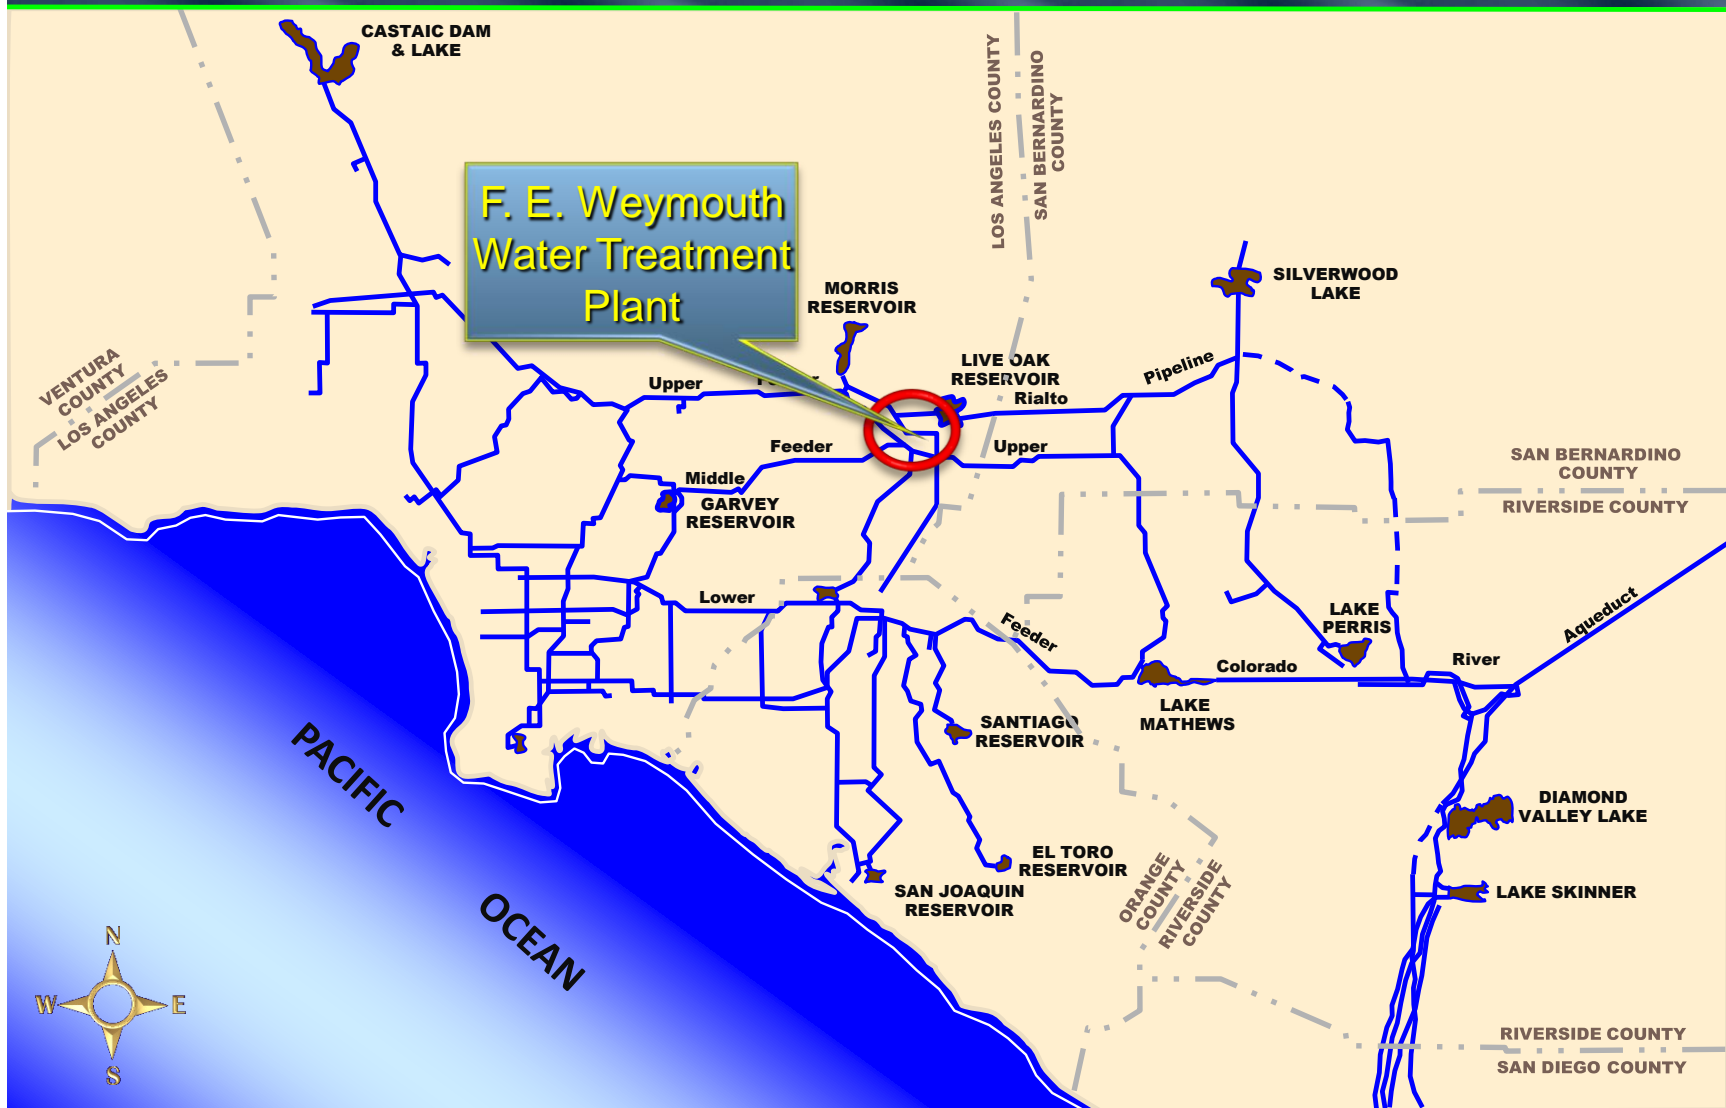 CASTAIC DAM
& LAKE
LOS ANGELES COUNTY
SAN BERNARDINO
COUNTY
F. E. Weymouth
Water Treatment
Plant
MORRIS
RESERVOIR
SILVERWOOD
LAKE
VENTURA
COUNTY
LOS ANGELES
COUNTY
LIVE OAK
RESERVOIR
Upper
Rialto
Pipeline
Feeder
Upper
Middle
GARVEY
RESERVOIR
SAN BERNARDINO
COUNTY
RIVERSIDE COUNTY
Lower
Feeder
LAKE
PERRIS
Aqueduct
Colorado
River
LAKE
MATHEWS
SANTIAGO
RESERVOIR
PACIFIC
OCEAN
DIAMOND
VALLEY LAKE
EL TORO
RESERVOIR
SAN JOAQUIN
RESERVOIR
ORANGE
COUNTY
RIVERSIDE
COUNTY
LAKE SKINNER
N
W
E
S
RIVERSIDE COUNTY
SAN DIEGO COUNTY